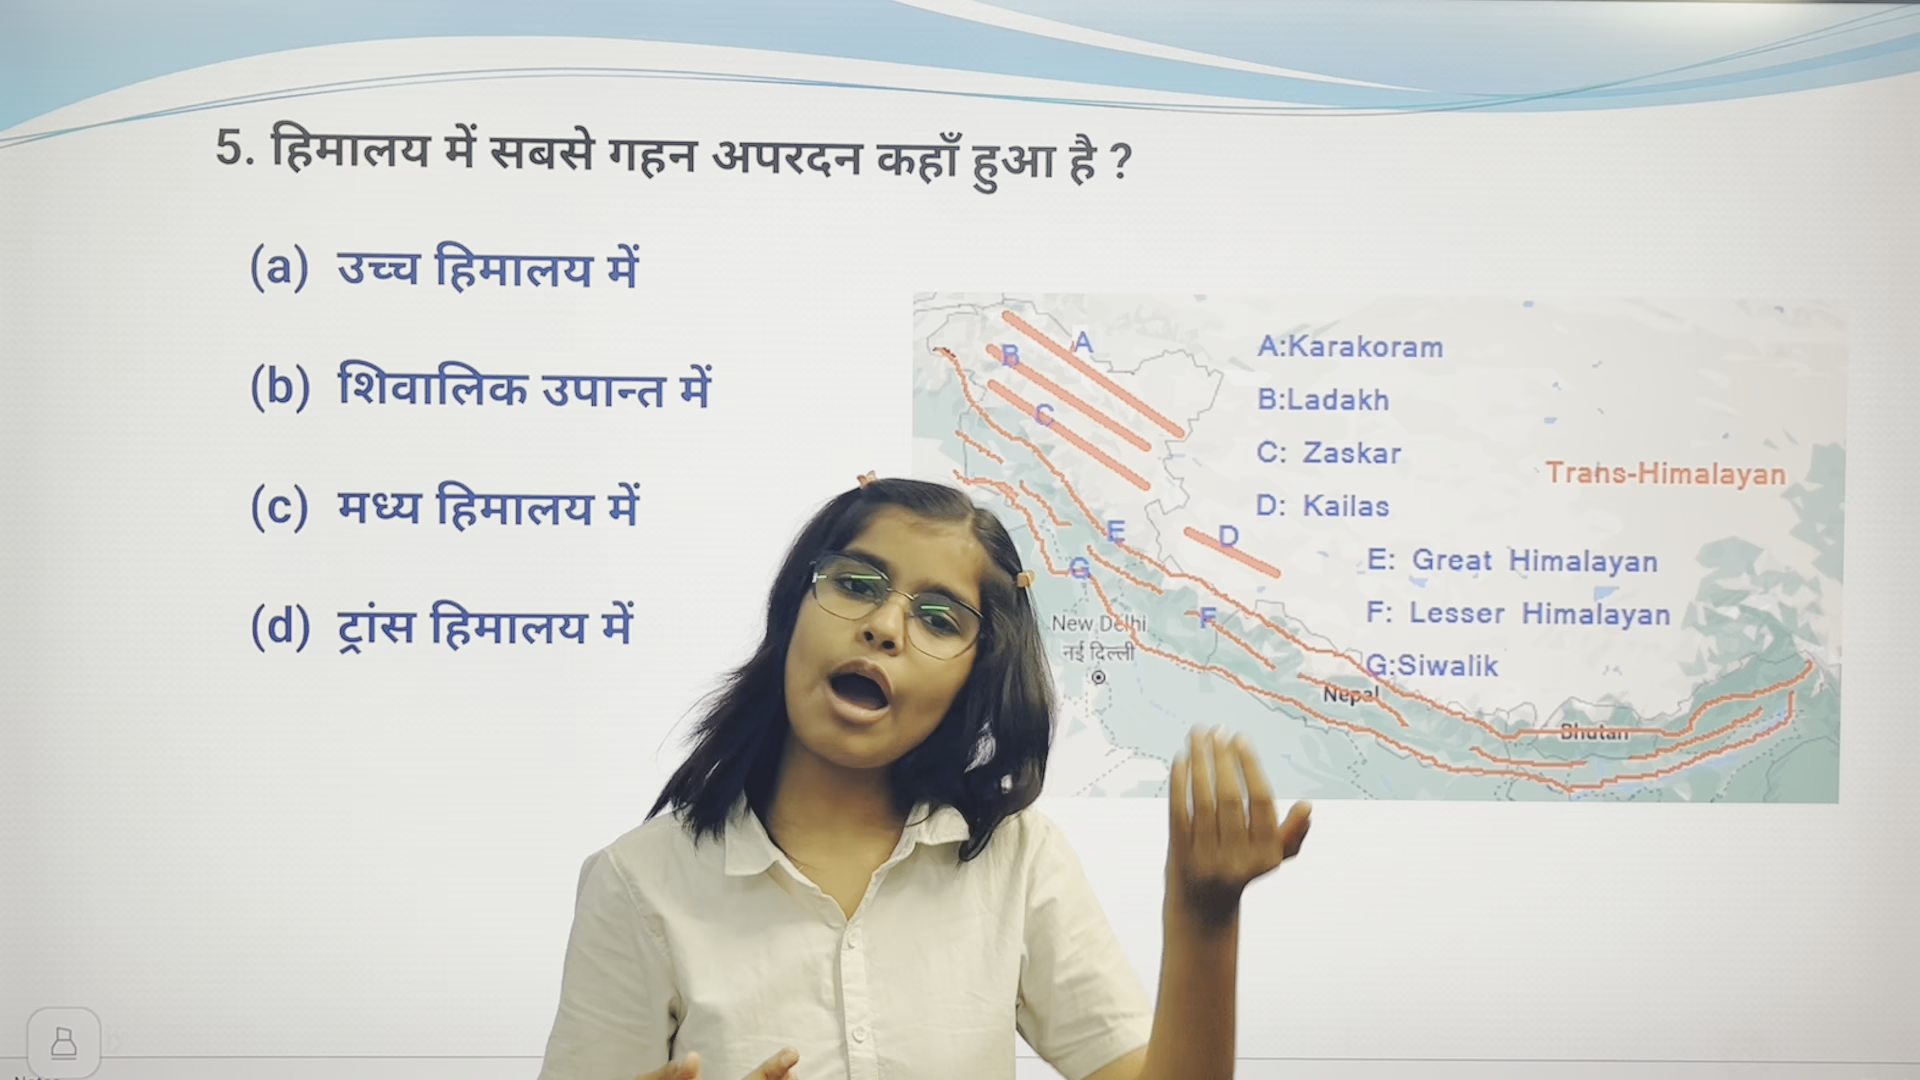 5. हिमालय में सबसे गहन अपरदन कहाँ हुआ है ?
(a) उच्च हिमालय में
(b) शिवालिक उपान्त में
(c) मध्य हिमालय में
(d) ट्रांस हिमालय में
A
B
C
D
E
G
F
New Delhi
नई दिल्ली
Nepal
Bhutan
A:Karakoram
B:Ladakh
C: Zaskar
Trans-Himalayan
D: Kailas
E: Great Himalayan
F: Lesser Himalayan
G:Siwalik